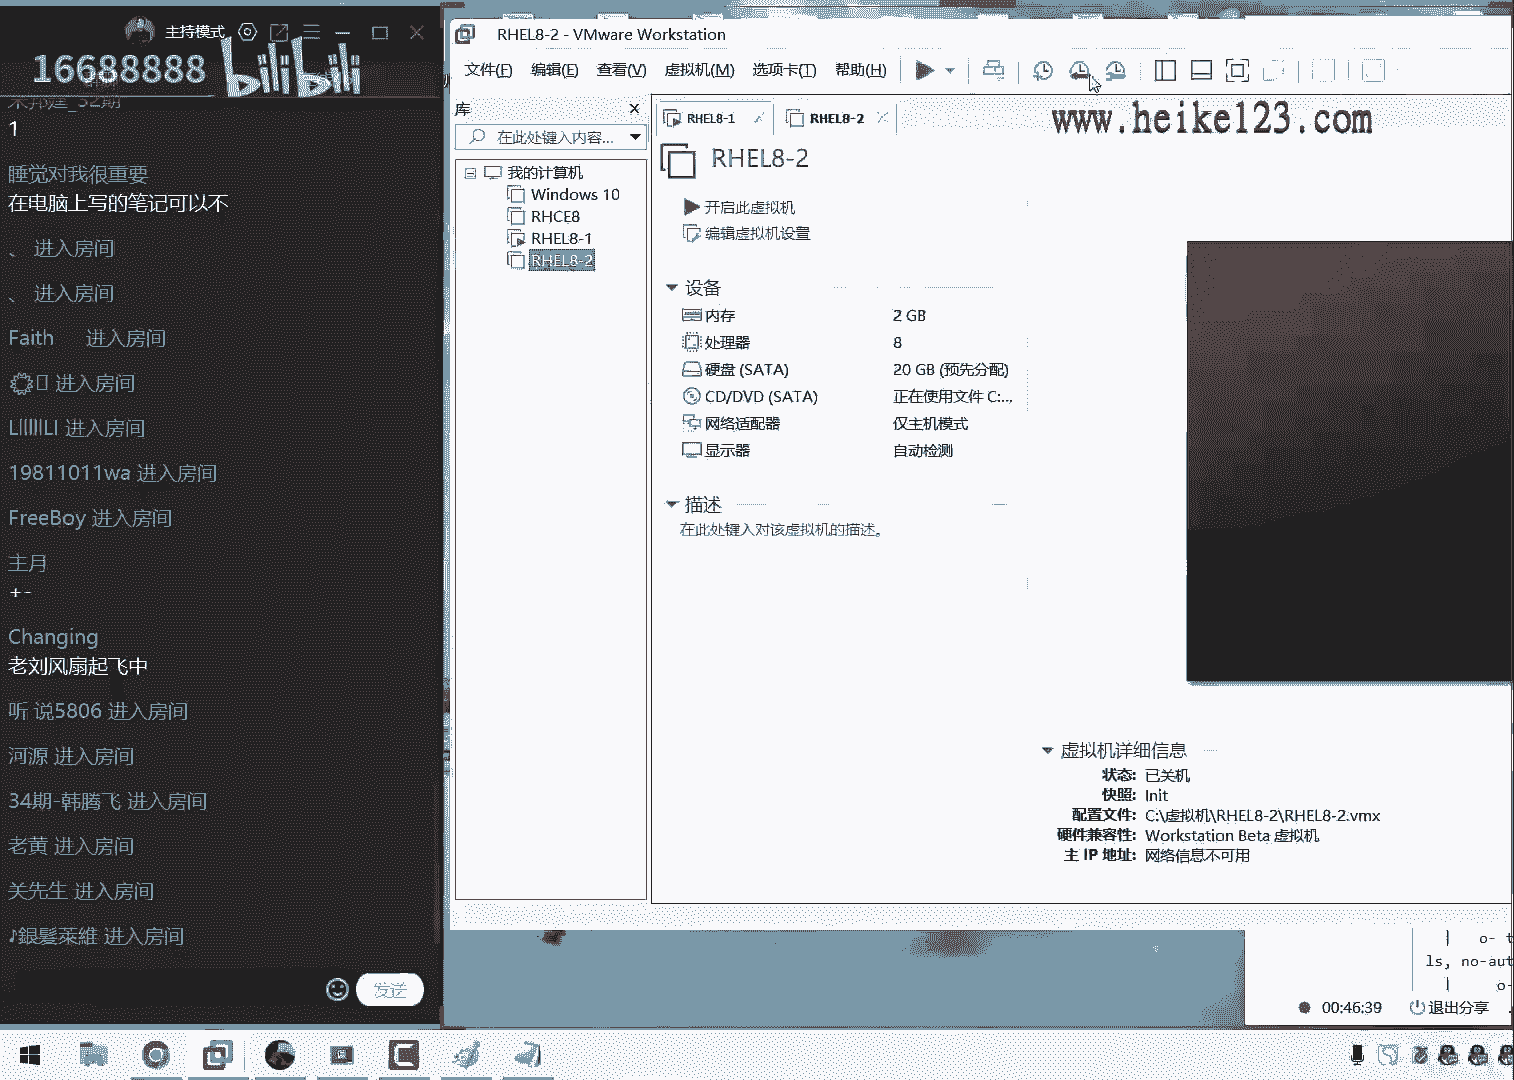 主持模式
16688888
bilibili
1
睡觉对我很重要
在电脑上写的笔记可以不
、 进入房间
、 进入房间
Faith 进入房间
进入房间
进入房间
19811011wa 进入房间
FreeBoy 进入房间
主月
+-
Changing
老刘风扇起飞中
听 说5806 进入房间
河源 进入房间
34期-韩腾飞 进入房间
老黄 进入房间
关先生 进入房间
♪銀髮萊維 进入房间
发送
RHEL8-2 - VMware Workstation
文件(F) 编辑(E) 查看(V) 虚拟机(M) 选项卡(T) 帮助(H)
www.heike123.com
库
在此处键入内容...
我的计算机
Windows 10
RHCE8
RHEL8-1
RHEL8-2
RHEL8-1
RHEL8-2
RHEL8-2
开启此虚拟机
编辑虚拟机设置
设备
内存 2 GB
处理器 8
硬盘 (SATA) 20 GB (预先分配)
CD/DVD (SATA) 正在使用文件 C:...
网络适配器 仅主机模式
显示器 自动检测
描述
在此处键入对该虚拟机的描述。
虚拟机详细信息
状态: 已关机
快照: Init
配置文件: C:\虚拟机\RHEL8-2\RHEL8-2.vmx
硬件兼容性: Workstation Beta 虚拟机
主 IP 地址: 网络信息不可用
| o- t
ls, no-aut
| o-
00:46:39 退出分享